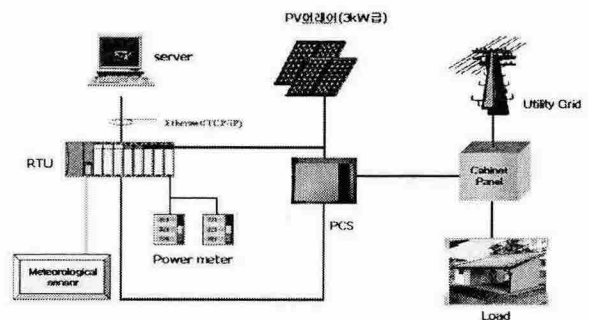 PV어레이(3kW급)
server
Utility Grid
Ethernet(TCP/IP)
RTU
Cabinet
Panel
PCS
Power meter
Meteorological
sensor
Load